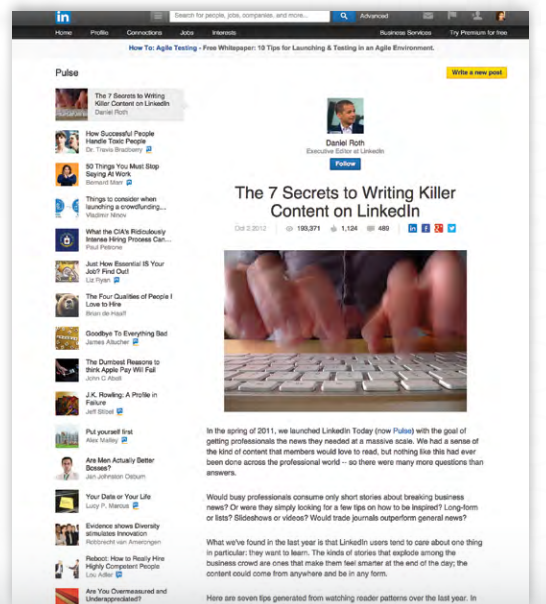 in
Search for people, jobs, companies, and more...
Advanced
Home Profile Connections Jobs Interests Business Services Try Premium for free
How To: Agile Testing - Free Whitepaper: 10 Tips for Launching & Testing in an Agile Environment.
Pulse
Write a new post
The 7 Secrets to Writing
Killer Content on LinkedIn
Daniel Roth
How Successful People
Handle Toxic People
Dr. Travis Bradberry
50 Things You Must Stop
Saying At Work
Bernard Marr
Things to consider when
launching a crowdfunding....
Vladimir Ninov
What the CIA's Ridiculously
Intense Hiring Process Can...
Paul Petrone
Just How Essential IS Your
Job? Find Out!
Liz Ryan
The Four Qualities of People I
Love to Hire
Brian de Haaff
Goodbye To Everything Bad
James Altucher
The Dumbest Reasons to
think Apple Pay Will Fail
John C Abell
J.K. Rowling: A Profile in
Failure
Jeff Stibel
Put yourself first
Alex Malley
Are Men Actually Better
Bosses?
Jan Johnston Osburn
Your Data or Your Life
Lucy P. Marcus
Evidence shows Diversity
stimulates Innovation
Robbrecht van Amerongen
Reboot: How to Really Hire
Highly Competent People
Lou Adler
Are You Overmeasured and
Underappreciated?
Daniel Roth
Executive Editor at LinkedIn
Follow
The 7 Secrets to Writing Killer
Content on LinkedIn
Oct 2 2012 193,371 1,124 489 in f
In the spring of 2011, we launched LinkedIn Today (now Pulse) with the goal of
getting professionals the news they needed at a massive scale. We had a sense of
the kind of content that members would love to read, but nothing like this had ever
been done across the professional world -- so there were many more questions than
answers.
Would busy professionals consume only short stories about breaking business
news? Or were they simply looking for a few tips on how to be inspired? Long-form
or lists? Slideshows or videos? Would trade journals outperform general news?
What we've found in the last year is that LinkedIn users tend to care about one thing
in particular: they want to learn. The kinds of stories that explode among the
business crowd are ones that make them feel smarter at the end of the day; the
content could come from anywhere and be in any form.
Here are seven tips generated from watching reader patterns over the last year. In